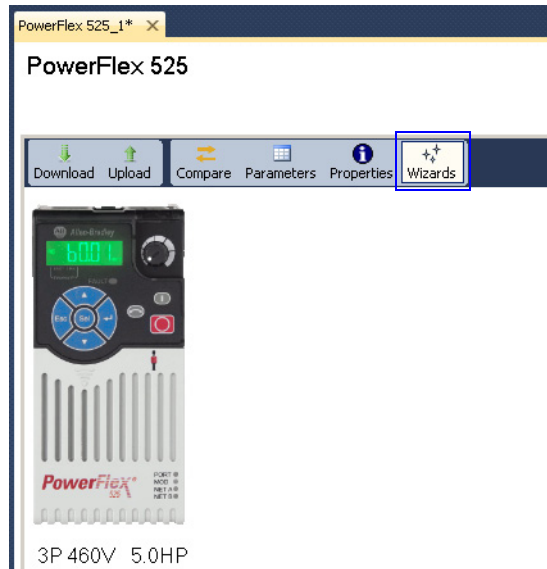 PowerFlex 525_1*
PowerFlex 525
Download Upload Compare Parameters Properties Wizards
Allen-Bradley
b001
Esc Sel
PowerFlex
525
PORT
MOD
NET A
NET B
3P 460V 5.0HP